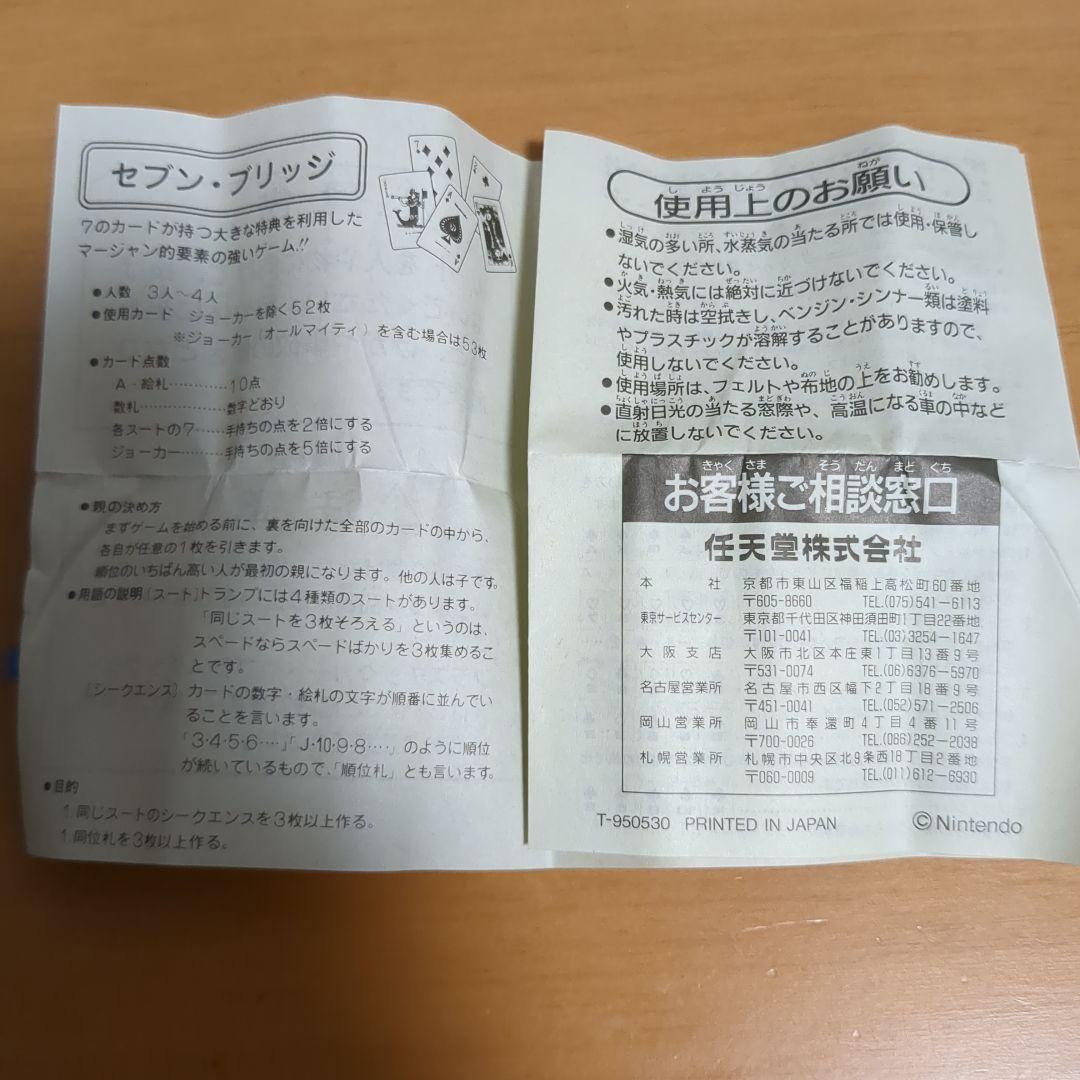 セブン・ブリッジ
7のカードが持つ大きな特典を利用した
マージャン的要素の強いゲーム!!
●人数 3人〜4人
●使用カード ジョーカーを除く52枚
※ジョーカー(オールマイティ)を含む場合は53枚
●カード点数
A・絵札…………10点
数札……………数字どおり
各スートの7……手持ちの点を2倍にする
ジョーカー………手持ちの点を5倍にする
●親の決め方
まずゲームを始める前に、裏を向けた全部のカードの中から、
各自が任意の1枚を引きます。
順位のいちばん高い人が最初の親になります。他の人は子です。
●用語の説明(スート)トランプには4種類のスートがあります。
「同じスートを3枚そろえる」というのは、
スペードならスペードばかりを3枚集めるこ
とです。
〔シークエンス〕カードの数字・絵札の文字が順番に並んでい
ることを言います。
「3・4・5・6‥‥」「J・10・9・8‥‥」のように順位
が続いているもので、「順位札」とも言います。
●目的
1.同じスートのシークエンスを3枚以上作る。
1.同位札を3枚以上作る。
使用上のお願い
●湿気の多い所、水蒸気の当たる所では使用・保管し
ないでください。
●火気・熱気には絶対に近づけないでください。
●汚れた時は空拭きし、ベンジン・シンナー類は塗料
やプラスチックが溶解することがありますので、
使用しないでください。
●使用場所は、フェルトや布地の上をお勧めします。
●直射日光の当たる窓際や、高温になる車の中など
に放置しないでください。
お客様ご相談窓口
任天堂株式会社
本社 京都市東山区福稲上高松町60番地
〒605-8660 TEL.(075)541-6113
東京サービスセンター 東京都千代田区神田須田町1丁目22番地
〒101-0041 TEL.(03)3254-1647
大阪支店 大阪市北区本庄東1丁目13番9号
〒531-0074 TEL.(06)6376-5970
名古屋営業所 名古屋市西区幅下2丁目18番9号
〒451-0041 TEL.(052)571-2506
岡山営業所 岡山市奉還町4丁目4番11号
〒700-0026 TEL.(086)252-2038
札幌営業所 札幌市中央区北9条西18丁目2番地
〒060-0009 TEL.(011)612-6930
T-950530 PRINTED IN JAPAN ©Nintendo